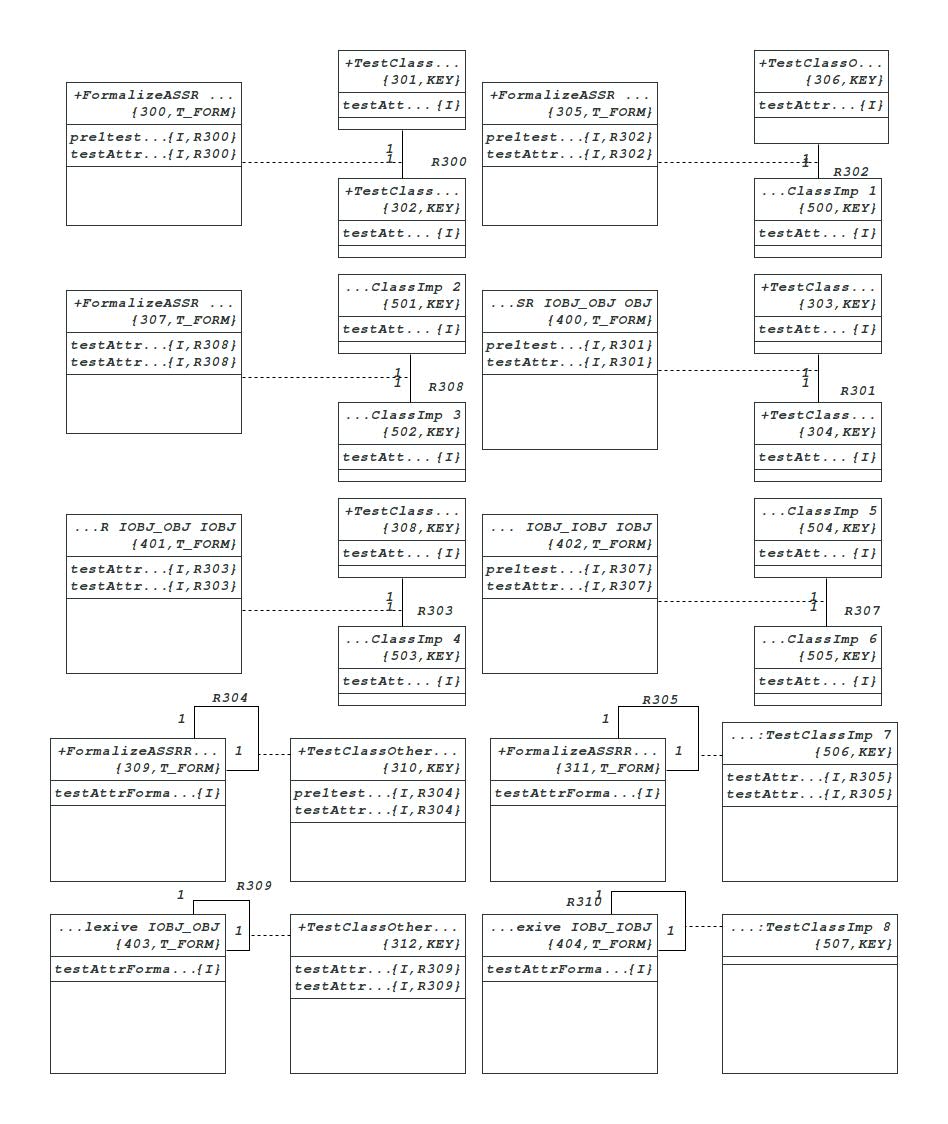 +TestClass...
{301,KEY}
testAtt... {I}
+TestClassO...
{306,KEY}
testAttr... {I}
+FormalizeASSR ...
{300,T_FORM}
pre1test...{I,R300}
testAttr...{I,R300}
+FormalizeASSR ...
{305,T_FORM}
pre1test...{I,R302}
testAttr...{I,R302}
1
1
R300
1
1
R302
+TestClass...
{302,KEY}
testAtt... {I}
...ClassImp 1
{500,KEY}
testAtt... {I}
+FormalizeASSR ...
{307,T_FORM}
testAttr...{I,R308}
testAttr...{I,R308}
...ClassImp 2
{501,KEY}
testAtt... {I}
...SR IOBJ_OBJ OBJ
{400,T_FORM}
pre1test...{I,R301}
testAttr...{I,R301}
+TestClass...
{303,KEY}
testAtt... {I}
1
1
R308
1
1
R301
...ClassImp 3
{502,KEY}
testAtt... {I}
+TestClass...
{304,KEY}
testAtt... {I}
...R IOBJ_OBJ IOBJ
{401,T_FORM}
testAttr...{I,R303}
testAttr...{I,R303}
+TestClass...
{308,KEY}
testAtt... {I}
... IOBJ_IOBJ IOBJ
{402,T_FORM}
pre1test...{I,R307}
testAttr...{I,R307}
...ClassImp 5
{504,KEY}
testAtt... {I}
1
1
R303
1
1
R307
...ClassImp 4
{503,KEY}
testAtt... {I}
...ClassImp 6
{505,KEY}
testAtt... {I}
R304
1
1
R305
1
1
+FormalizeASSRR...
{309,T_FORM}
testAttrForma...{I}
+TestClassOther...
{310,KEY}
pre1test...{I,R304}
testAttr...{I,R304}
+FormalizeASSRR...
{311,T_FORM}
testAttrForma...{I}
...:TestClassImp 7
{506,KEY}
testAttr...{I,R305}
testAttr...{I,R305}
R309
1
1
R310
1
1
...lexive IOBJ_OBJ
{403,T_FORM}
testAttrForma...{I}
+TestClassOther...
{312,KEY}
testAttr...{I,R309}
testAttr...{I,R309}
...exive IOBJ_IOBJ
{404,T_FORM}
testAttrForma...{I}
...:TestClassImp 8
{507,KEY}